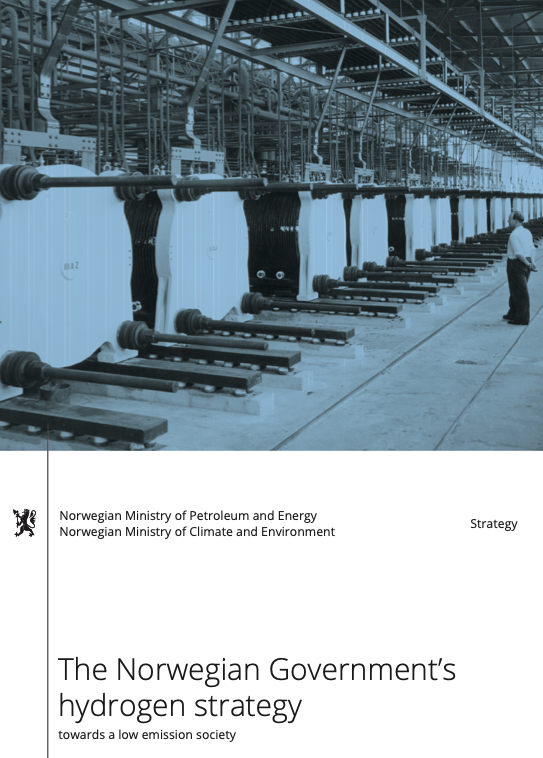 Norwegian Ministry of Petroleum and Energy
Norwegian Ministry of Climate and Environment
Strategy
The Norwegian Government’s
hydrogen strategy
towards a low emission society